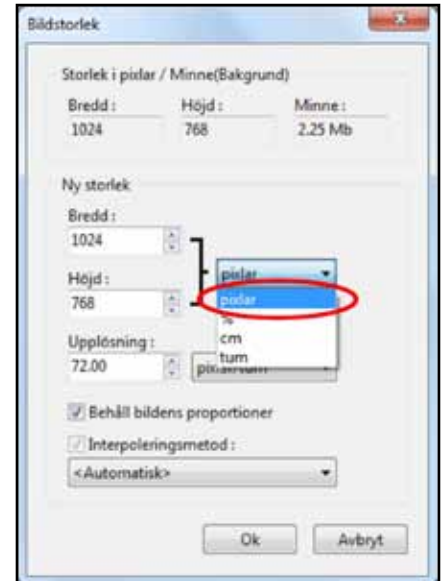 Bildstorlek
Storlek i pixlar / Minne(Bakgrund)
Bredd : Höjd : Minne :
1024 768 2.25 Mb
Ny storlek
Bredd :
1024
pixlar
Höjd :
768
pixlar
%
cm
tum
Upplösning :
72.00
Behåll bildens proportioner
Interpoleringsmetod :
<Automatisk>
Ok Avbryt